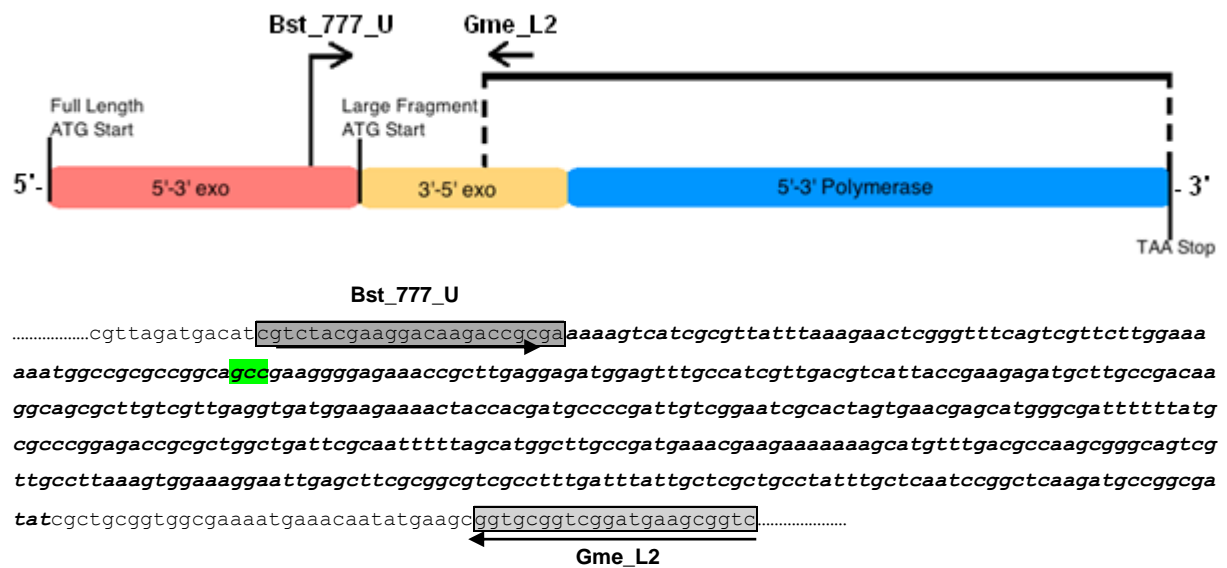 Bst_777_U Gme_L2
Full Length
ATG Start
Large Fragment
ATG Start
5'- 5'-3' exo 3'-5' exo 5'-3' Polymerase - 3'
TAA Stop
Bst_777_U
.................cgttagatgacatcgtctacgaaggacaagaccgcgaaaaagtcatcgcgttatttaaagaactcgggtttcagtcgttcttggaaa
aaatggccgcgccggcagccgaaggggagaaaccgcttgaggagatggagtttgccatcgttgacgtcattaccgaagagatgcttgccgacaa
ggcagcgcttgtcgttgaggtgatggaagaaaactaccacgatgccccgattgtcggaatcgcactagtgaacgagcatgggcgattttttatg
cgcccggagaccgcgctggctgattcgcaatttttagcatggcttgccgatgaaacgaagaaaaaaagcatgtttgacgccaagcgggcagtcg
ttgccttaaagtggaaaggaattgagcttcgcggcgtcgcctttgatttattgctcgctgcctatttgctcaatccggctcaagatgccggcga
tatcgctgcggtggcgaaaatgaaacaatatgaagcggtgcggtcggatgaagcggtc.....................
Gme_L2